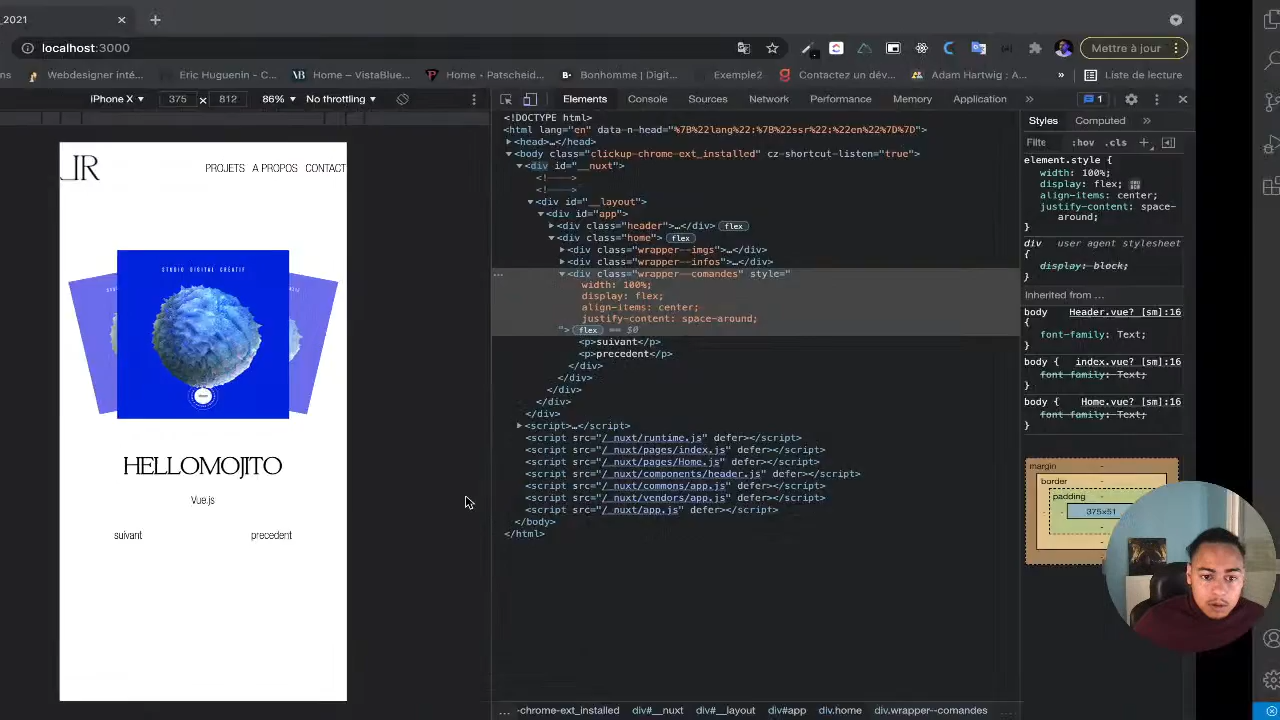 _2021
localhost:3000
Mettre à jour
ns
Webdesigner inté...
Eric Huguenin - C...
Home – VistaBlue...
Home • Patscheid...
Bonhomme | Digit...
Exemple2
Contactez un dév...
Adam Hartwig : A...
»
Liste de lecture
iPhone X ▼ 375 × 812 86% ▼ No throttling ▼
Elements Console Sources Network Performance Memory Application » 1
JR
PROJETS A PROPOS CONTACT
STUDIO DIGITAL CREATIF
HELLOMOJITO
Vue.js
suivant precedent
<!DOCTYPE html>
<html lang="en" data-n-head="%7B%22lang%22:%7B%22ssr%22:%22en%22%7D%7D">
▶<head>…</head>
▼<body class="clickup-chrome-ext_installed" cz-shortcut-listen="true">
▼<div id="__nuxt">
<!---->
<!---->
▼<div id="__layout">
▼<div id="app">
▶<div class="header">…</div> flex
▼<div class="home"> flex
▶<div class="wrapper--imgs">…</div>
▶<div class="wrapper--infos">…</div>
… ▼<div class="wrapper--comandes" style="
width: 100%;
display: flex;
align-items: center;
justify-content: space-around;
"> flex == $0
<p>suivant</p>
<p>precedent</p>
</div>
</div>
</div>
</div>
</div>
▶<script>…</script>
<script src="/_nuxt/runtime.js" defer></script>
<script src="/_nuxt/pages/index.js" defer></script>
<script src="/_nuxt/pages/Home.js" defer></script>
<script src="/_nuxt/components/header.js" defer></script>
<script src="/_nuxt/commons/app.js" defer></script>
<script src="/_nuxt/vendors/app.js" defer></script>
<script src="/_nuxt/app.js" defer></script>
</body>
</html>
… -chrome-ext_installed div#__nuxt div#__layout div#app div.home div.wrapper--comandes
Styles Computed »
Filte :hov .cls +
element.style {
width: 100%;
display: flex;
align-items: center;
justify-content: space-
around;
}
div user agent stylesheet
{
display: block;
}
Inherited from …
body Header.vue? [sm]:16
{
font-family: Text;
}
body { index.vue? [sm]:16
font-family: Text;
}
body { Home.vue? [sm]:16
font-family: Text;
}
margin -
border -
padding -
375×51